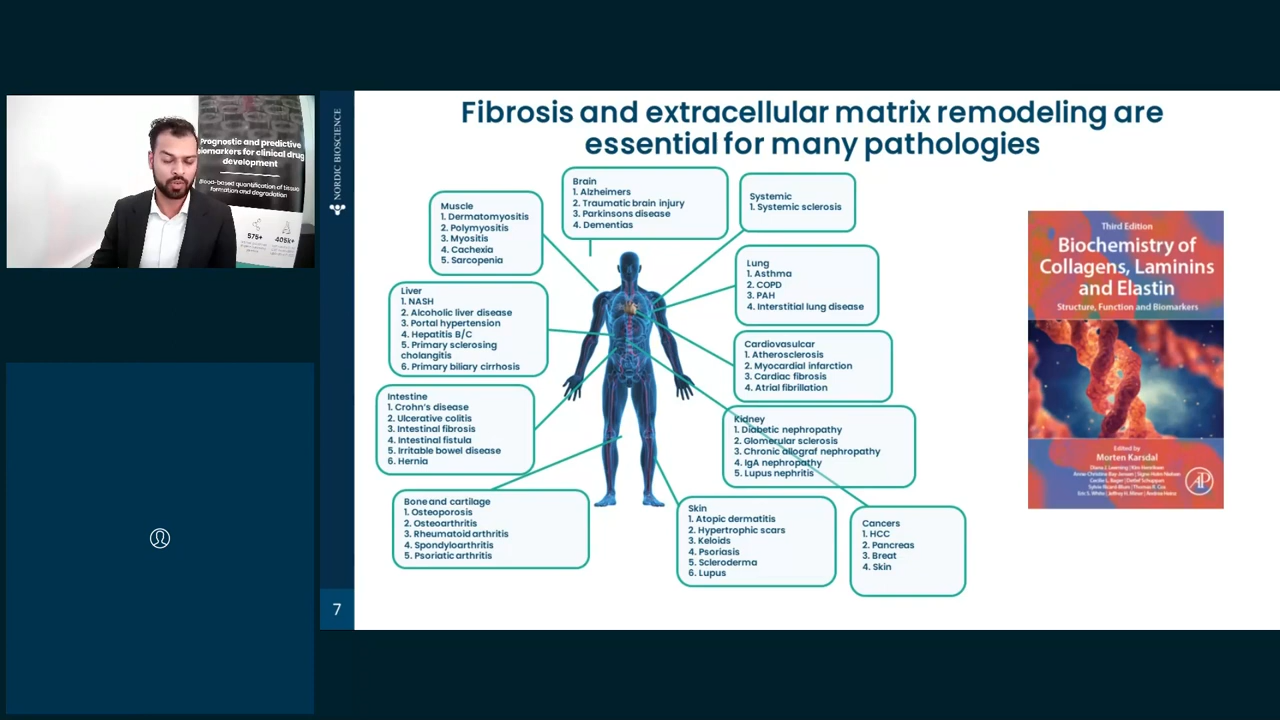 Prognostic and predictive
biomarkers for clinical drug
development
Blood-based quantification of tissue
formation and degradation
575+
405K+
NORDIC BIOSCIENCE
7
Fibrosis and extracellular matrix remodeling are
essential for many pathologies
Muscle
1. Dermatomyositis
2. Polymyositis
3. Myositis
4. Cachexia
5. Sarcopenia
Brain
1. Alzheimers
2. Traumatic brain injury
3. Parkinsons disease
4. Dementias
Systemic
1. Systemic sclerosis
Lung
1. Asthma
2. COPD
3. PAH
4. Interstitial lung disease
Liver
1. NASH
2. Alcoholic liver disease
3. Portal hypertension
4. Hepatitis B/C
5. Primary sclerosing
cholangitis
6. Primary biliary cirrhosis
Cardiovasulcar
1. Atherosclerosis
2. Myocardial infarction
3. Cardiac fibrosis
4. Atrial fibrillation
Intestine
1. Crohn's disease
2. Ulcerative colitis
3. Intestinal fibrosis
4. Intestinal fistula
5. Irritable bowel disease
6. Hernia
Kidney
1. Diabetic nephropathy
2. Glomerular sclerosis
3. Chronic allograf nephropathy
4. IgA nephropathy
5. Lupus nephritis
Bone and cartilage
1. Osteoporosis
2. Osteoarthritis
3. Rheumatoid arthritis
4. Spondyloarthritis
5. Psoriatic arthritis
Skin
1. Atopic dermatitis
2. Hypertrophic scars
3. Keloids
4. Psoriasis
5. Scleroderma
6. Lupus
Cancers
1. HCC
2. Pancreas
3. Breat
4. Skin
Third Edition
Biochemistry of
Collagens, Laminins
and Elastin
Structure, Function and Biomarkers
Edited by
Morten Karsdal